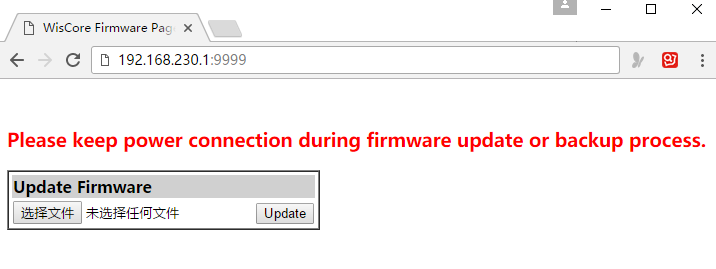 WisCore Firmware Pag
192.168.230.1:9999
Please keep power connection during firmware update or backup process.
Update Firmware
选择文件 未选择任何文件 Update